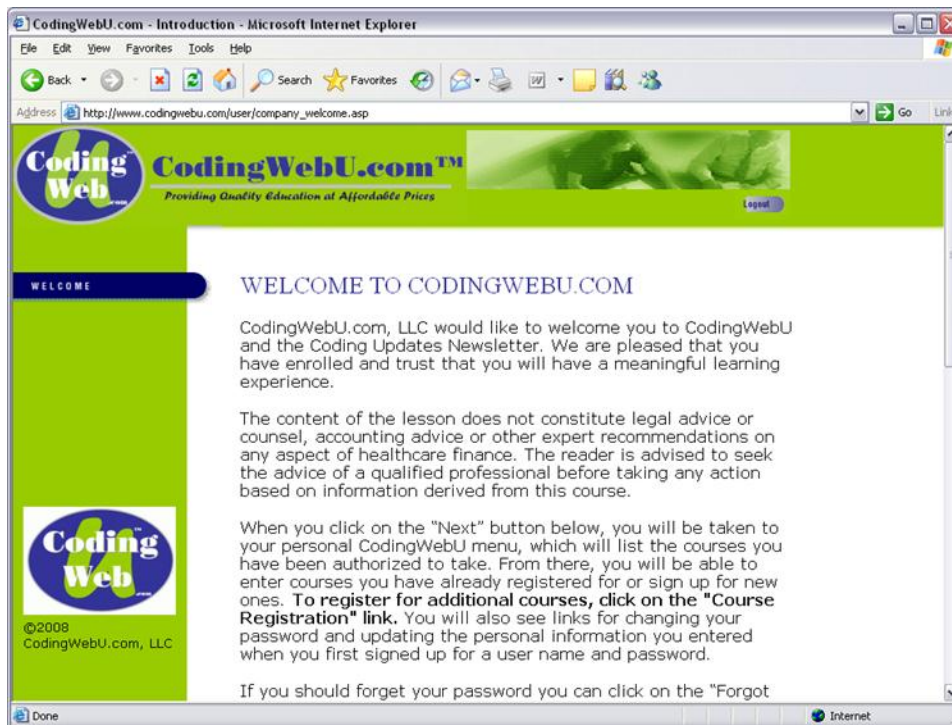 CodingWebU.com - Introduction - Microsoft Internet Explorer
File Edit View Favorites Tools Help
Back Search Favorites W
Address http://www.codingwebu.com/user/company_welcome.asp Go Link
Coding™
Web
.com
CodingWebU.com™
Providing Quality Education at Affordable Prices
Logout
WELCOME
WELCOME TO CODINGWEBU.COM
CodingWebU.com, LLC would like to welcome you to CodingWebU
and the Coding Updates Newsletter. We are pleased that you
have enrolled and trust that you will have a meaningful learning
experience.
The content of the lesson does not constitute legal advice or
counsel, accounting advice or other expert recommendations on
any aspect of healthcare finance. The reader is advised to seek
the advice of a qualified professional before taking any action
based on information derived from this course.
When you click on the "Next" button below, you will be taken to
your personal CodingWebU menu, which will list the courses you
have been authorized to take. From there, you will be able to
enter courses you have already registered for or sign up for new
ones. To register for additional courses, click on the "Course
Registration" link. You will also see links for changing your
password and updating the personal information you entered
when you first signed up for a user name and password.
If you should forget your password you can click on the "Forgot
Coding™
Web
.com
©2008
CodingWebU.com, LLC
Done Internet